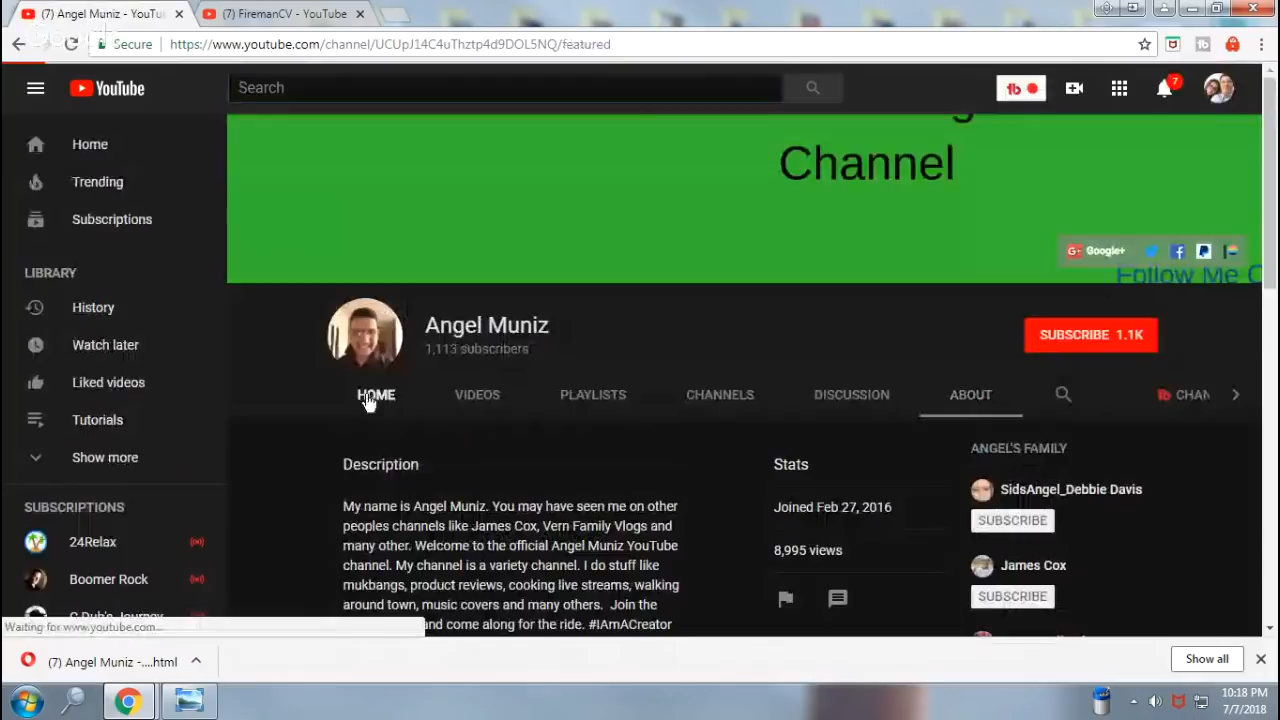 (7) Angel Muniz - YouTu
(7) FiremanCV - YouTube
Secure
https://www.youtube.com/channel/UCUpJ14C4uThztp4d9DOL5NQ/featured
YouTube
Search
tb
7
Home
Trending
Subscriptions
LIBRARY
History
Watch later
Liked videos
Tutorials
Show more
SUBSCRIPTIONS
24Relax
Boomer Rock
Channel
Google+
Follow Me
Angel Muniz
1,113 subscribers
SUBSCRIBE 1.1K
HOME
VIDEOS
PLAYLISTS
CHANNELS
DISCUSSION
ABOUT
tb CHAN
Description
My name is Angel Muniz. You may have seen me on other
peoples channels like James Cox, Vern Family Vlogs and
many other. Welcome to the official Angel Muniz YouTube
channel. My channel is a variety channel. I do stuff like
mukbangs, product reviews, cooking live streams, walking
around town, music covers and many others. Join the
and come along for the ride. #IAmACreator
Stats
Joined Feb 27, 2016
8,995 views
ANGEL'S FAMILY
SidsAngel_Debbie Davis
SUBSCRIBE
James Cox
SUBSCRIBE
Waiting for www.youtube.com...
(7) Angel Muniz -....html
Show all
10:18 PM
7/7/2018